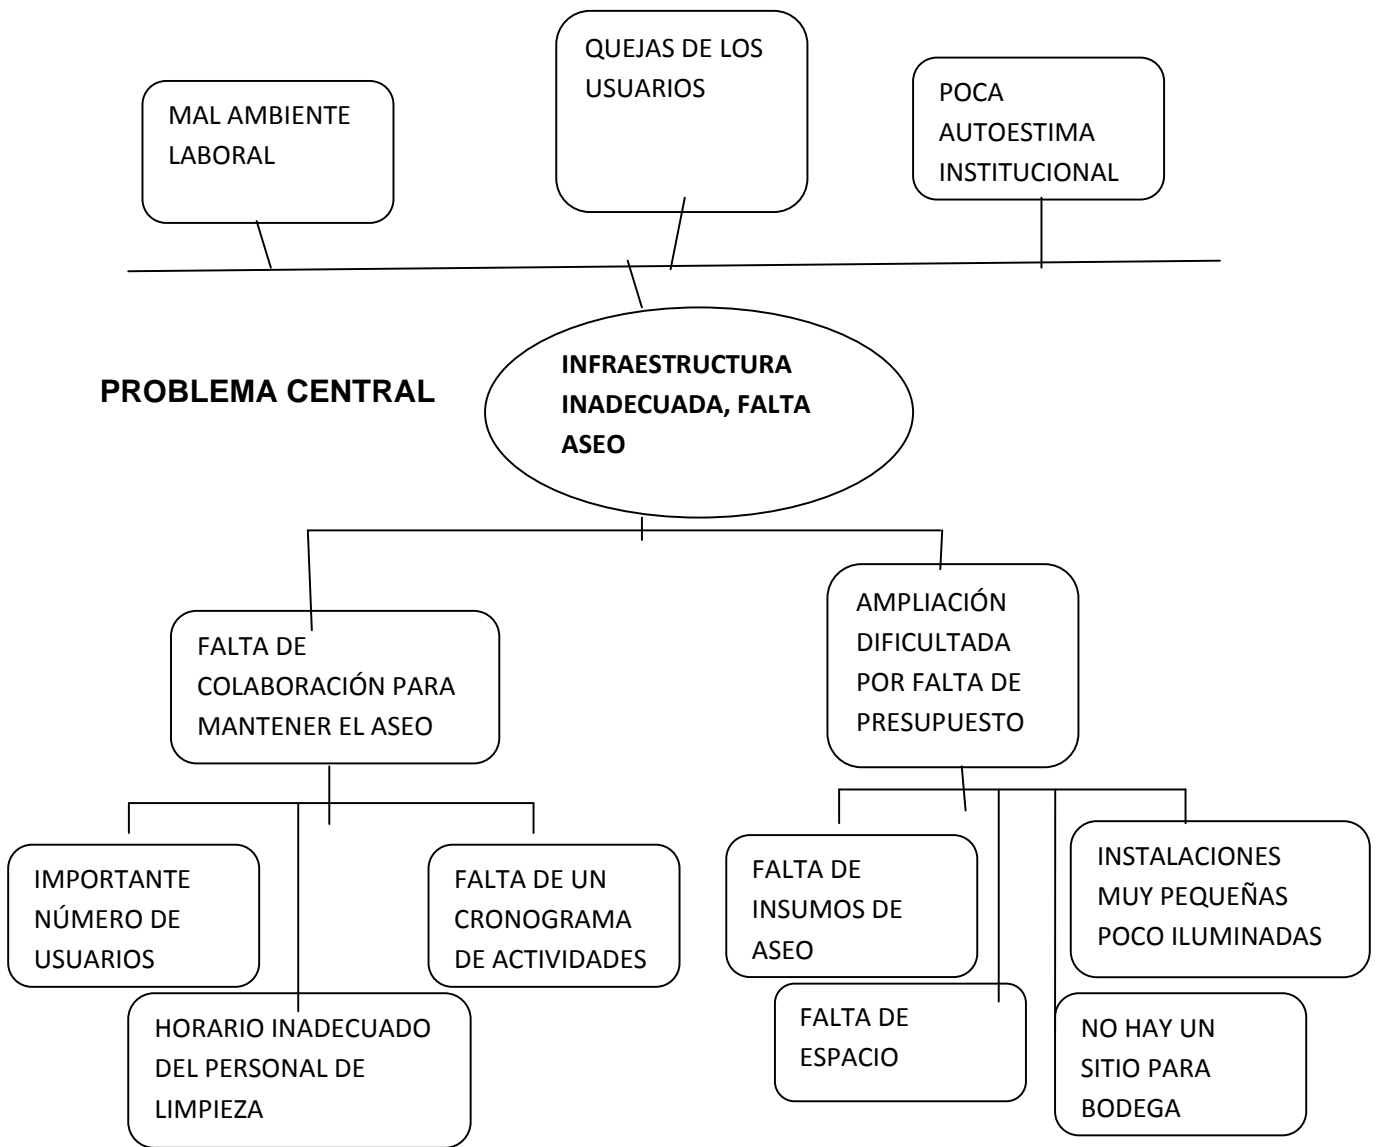 QUEJAS DE LOS
USUARIOS
MAL AMBIENTE
LABORAL
POCA
AUTOESTIMA
INSTITUCIONAL
PROBLEMA CENTRAL
INFRAESTRUCTURA
INADECUADA, FALTA
ASEO
FALTA DE
COLABORACIÓN PARA
MANTENER EL ASEO
AMPLIACIÓN
DIFICULTADA
POR FALTA DE
PRESUPUESTO
IMPORTANTE
NÚMERO DE
USUARIOS
HORARIO INADECUADO
DEL PERSONAL DE
LIMPIEZA
FALTA DE UN
CRONOGRAMA
DE ACTIVIDADES
FALTA DE
INSUMOS DE
ASEO
FALTA DE
ESPACIO
NO HAY UN
SITIO PARA
BODEGA
INSTALACIONES
MUY PEQUEÑAS
POCO ILUMINADAS